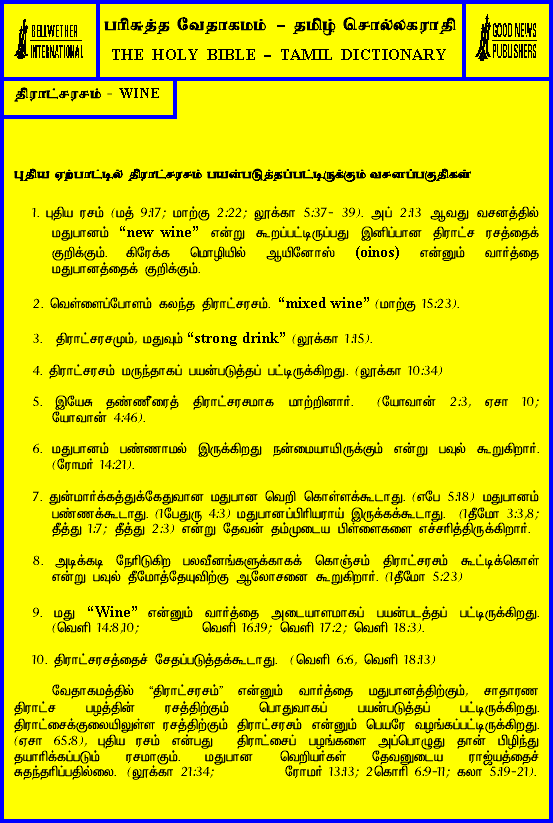 BELLWETHER
INTERNATIONAL
பரிசுத்த வேதாகமம் – தமிழ் சொல்லகராதி
THE HOLY BIBLE – TAMIL DICTIONARY
GOOD NEWS
PUBLISHERS
திராட்சரசம் - WINE
புதிய ஏற்பாட்டில் திராட்சரசம் பயன்படுத்தப்பட்டிருக்கும் வசனப்பகுதிகள்
1. புதிய ரசம் (மத் 9:17; மாற்கு 2:22; லூக்கா 5:37- 39). அப் 2:13 ஆவது வசனத்தில்
மதுபானம் “new wine” என்று கூறப்பட்டிருப்பது இனிப்பான திராட்ச ரசத்தைக்
குறிக்கும். கிரேக்க மொழியில் ஆயினோஸ் (oinos) என்னும் வார்த்தை
மதுபானத்தைக் குறிக்கும்.
2. வெள்ளைப்போளம் கலந்த திராட்சரசம். “mixed wine” (மாற்கு 15:23).
3. திராட்சரசமும், மதுவும் “strong drink” (லூக்கா 1:15).
4. திராட்சரசம் மருந்தாகப் பயன்படுத்தப் பட்டிருக்கிறது. (லூக்கா 10:34)
5. இயேசு தண்ணீரைத் திராட்சரசமாக மாற்றினார். (யோவான் 2:3, ஏசா 10;
யோவான் 4:46).
6. மதுபானம் பண்ணாமல் இருக்கிறது நன்மையாயிருக்கும் என்று பவுல் கூறுகிறார்.
(ரோமர் 14:21).
7. துன்மார்க்கத்துக்கேதுவான மதுபான வெறி கொள்ளக்கூடாது. (எபே 5:18) மதுபானம்
பண்ணக்கூடாது. (1பேதுரு 4:3) மதுபானப்பிரியராய் இருக்கக்கூடாது. (1தீமோ 3:3,8;
தீத்து 1:7; தீத்து 2:3) என்று தேவன் தம்முடைய பிள்ளைகளை எச்சரித்திருக்கிறார்.
8. அடிக்கடி நேரிடுகிற பலவீனங்களுக்காகக் கொஞ்சம் திராட்சரசம் கூட்டிக்கொள்
என்று பவுல் தீமோத்தேயுவிற்கு ஆலோசனை கூறுகிறார். (1தீமோ 5:23)
9. மது “Wine” என்னும் வார்த்தை அடையாளமாகப் பயன்படத்தப் பட்டிருக்கிறது.
(வெளி 14:8,10; வெளி 16:19; வெளி 17:2; வெளி 18:3).
10. திராட்சரசத்தைச் சேதப்படுத்தக்கூடாது. (வெளி 6:6, வெளி 18:13)
வேதாகமத்தில் “திராட்சரசம்” என்னும் வார்த்தை மதுபானத்திற்கும், சாதாரண
திராட்ச பழத்தின் ரசத்திற்கும் பொதுவாகப் பயன்படுத்தப் பட்டிருக்கிறது.
திராட்சைக்குலையிலுள்ள ரசத்திற்கும் திராட்சரசம் என்னும் பெயரே வழங்கப்பட்டிருக்கிறது.
(ஏசா 65:8), புதிய ரசம் என்பது திராட்சைப் பழங்களை அப்பொழுது தான் பிழிந்து
தயாரிக்கப்படும் ரசமாகும். மதுபான வெறியர்கள் தேவனுடைய ராஜ்யத்தைச்
சுதந்தரிப்பதில்லை. (லூக்கா 21:34; ரோமர் 13:13; 2கொரி 6:9-11; கலா 5:19-21).